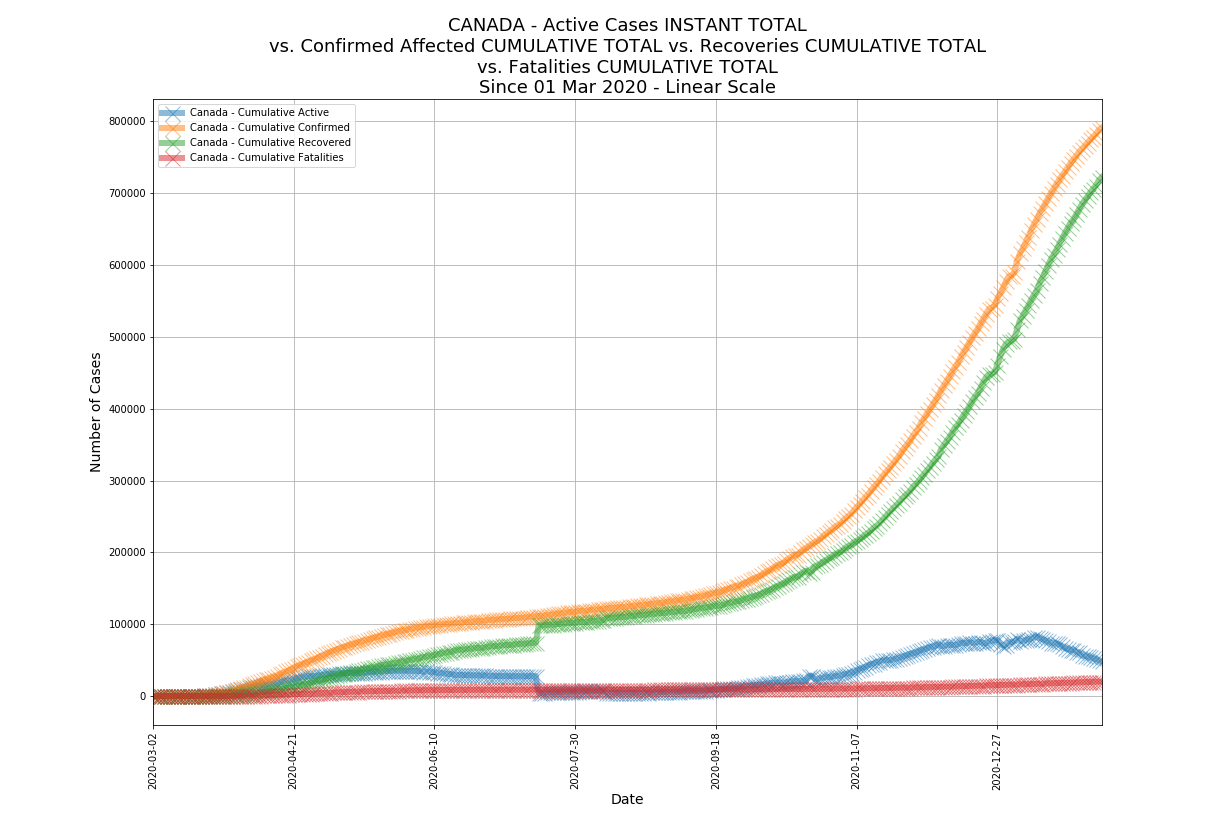 CANADA - Active Cases INSTANT TOTAL
vs. Confirmed Affected CUMULATIVE TOTAL vs. Recoveries CUMULATIVE TOTAL
vs. Fatalities CUMULATIVE TOTAL
Since 01 Mar 2020 - Linear Scale
Canada - Cumulative Active
Canada - Cumulative Confirmed
Canada - Cumulative Recovered
Canada - Cumulative Fatalities
Number of Cases
800000
700000
600000
500000
400000
300000
200000
100000
0
2020-03-02
2020-04-21
2020-06-10
2020-07-30
2020-09-18
2020-11-07
2020-12-27
Date